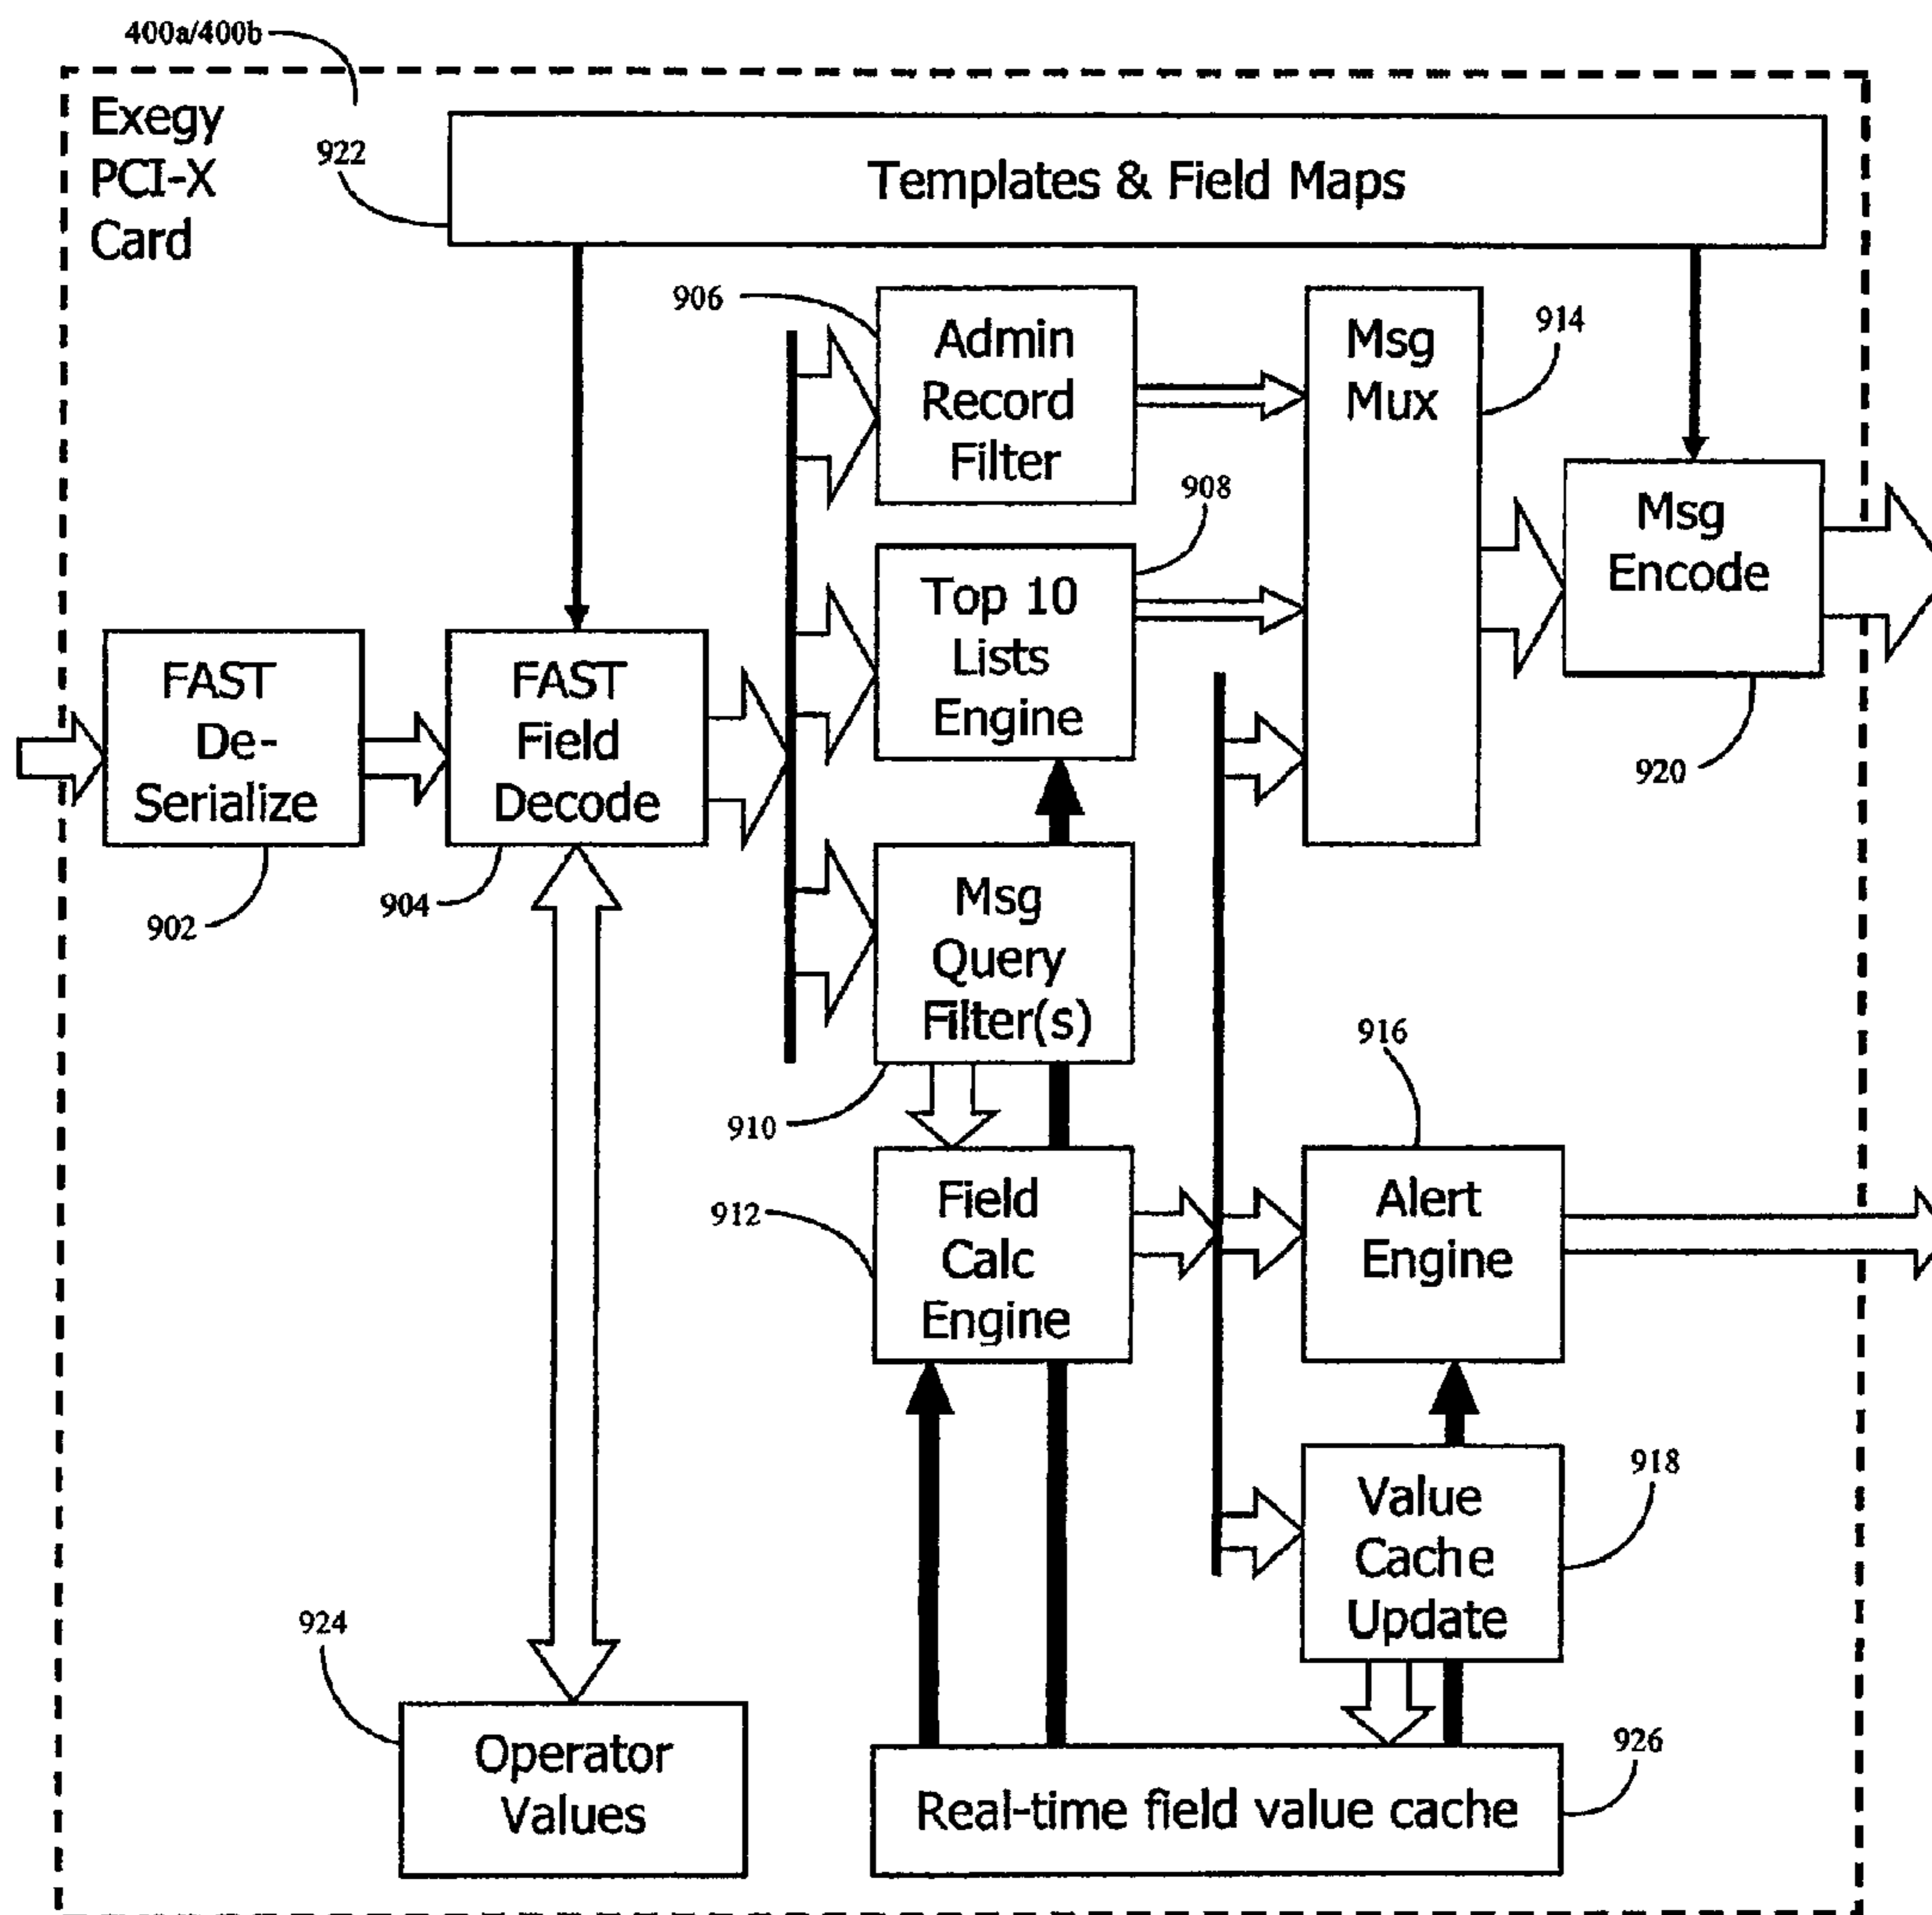 400a/400b
Exegy
PCI-X
Card
922
Templates & Field Maps
906
Admin
Record
Filter
Msg
Mux
914
908
Top 10
Lists
Engine
Msg
Encode
920
FAST
De-
Serialize
902
FAST
Field
Decode
904
Msg
Query
Filter(s)
910
916
912
Field
Calc
Engine
Alert
Engine
918
Value
Cache
Update
924
Operator
Values
926
Real-time field value cache